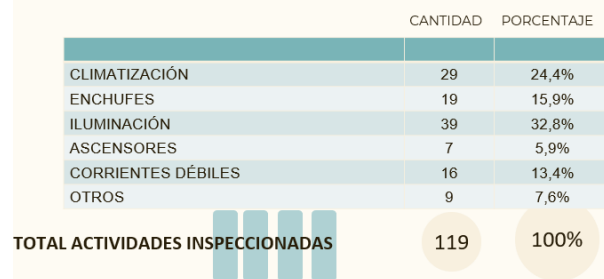 CANTIDAD PORCENTAJE
CLIMATIZACIÓN 29 24,4%
ENCHUFES 19 15,9%
ILUMINACIÓN 39 32,8%
ASCENSORES 7 5,9%
CORRIENTES DÉBILES 16 13,4%
OTROS 9 7,6%
TOTAL ACTIVIDADES INSPECCIONADAS 119 100%